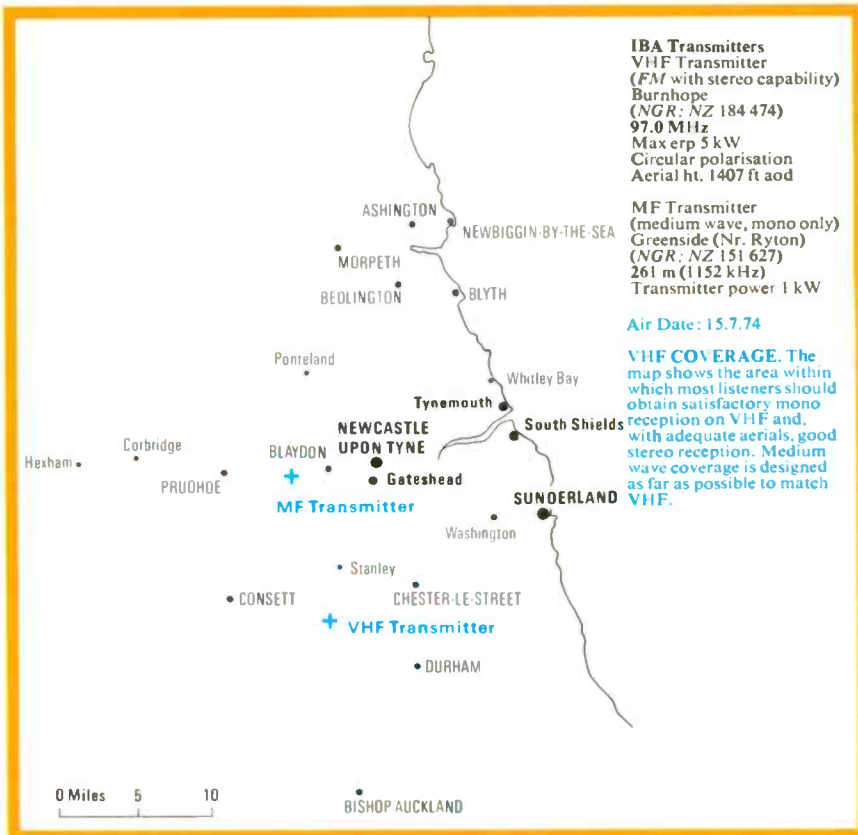 IBA Transmitters
VHF Transmitter
(FM with stereo capability)
Burnhope
(NGR: NZ 184 474)
97.0 MHz
Max erp 5 kW
Circular polarisation
Aerial ht. 1407 ft aod
MF Transmitter
(medium wave, mono only)
Greenside (Nr. Ryton)
(NGR: NZ 151 627)
261 m (1152 kHz)
Transmitter power 1 kW
Air Date: 15.7.74
VHF COVERAGE. The
map shows the area within
which most listeners should
obtain satisfactory mono
reception on VHF and,
with adequate aerials, good
stereo reception. Medium
wave coverage is designed
as far as possible to match
VHF.
ASHINGTON
NEWBIGGIN-BY-THE-SEA
MORPETH
BEDLINGTON
BLYTH
Ponteland
Whitley Bay
Tynemouth
South Shields
NEWCASTLE
UPON TYNE
Corbridge
BLAYDON
Hexham
PRUDHOE
Gateshead
MF Transmitter
SUNDERLAND
Washington
Stanley
CONSETT
CHESTER-LE-STREET
VHF Transmitter
DURHAM
0 Miles 5 10
BISHOP AUCKLAND